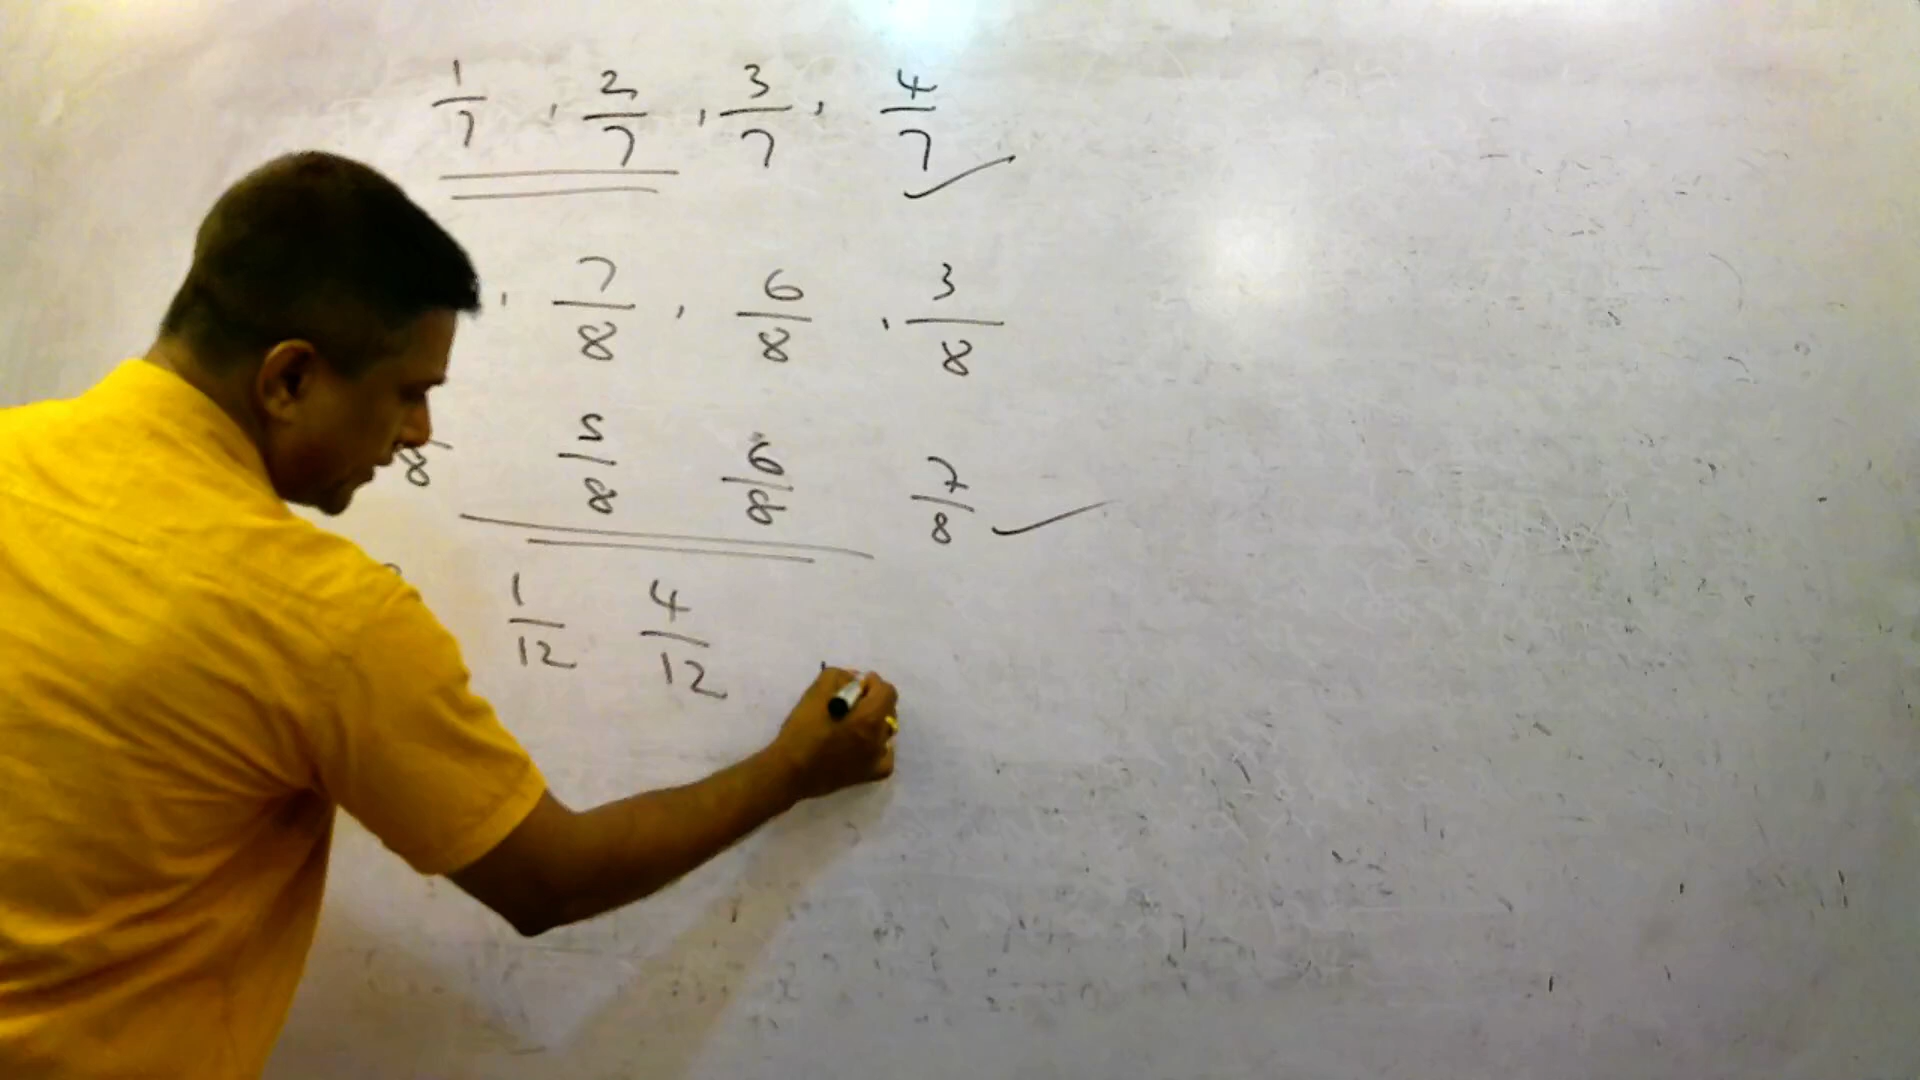 1/7 , 2/7 , 3/7 , 4/7
, 7/8 , 6/8 , 3/8
8 5/8 6/8 7/8
1/12 4/12